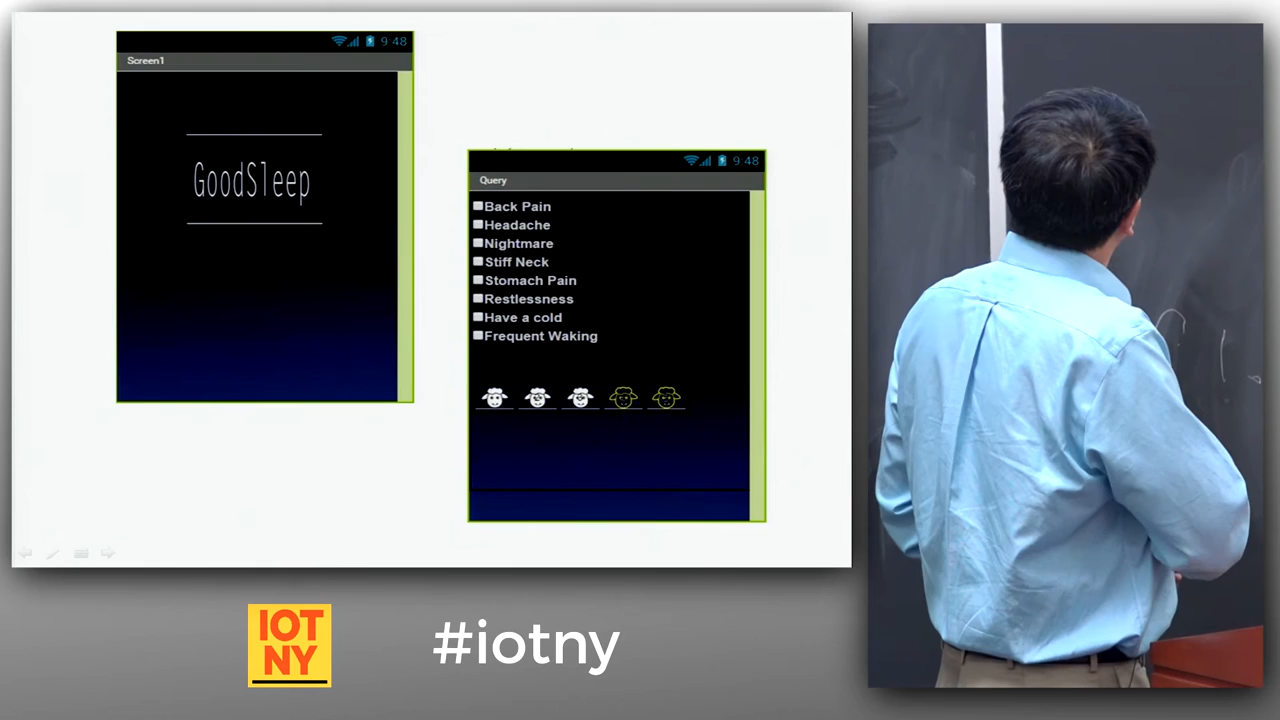 9 48
Screen1
GoodSleep
9 48
Query
Back Pain
Headache
Nightmare
Stiff Neck
Stomach Pain
Restlessness
Have a cold
Frequent Waking
IOT
NY
#iotny